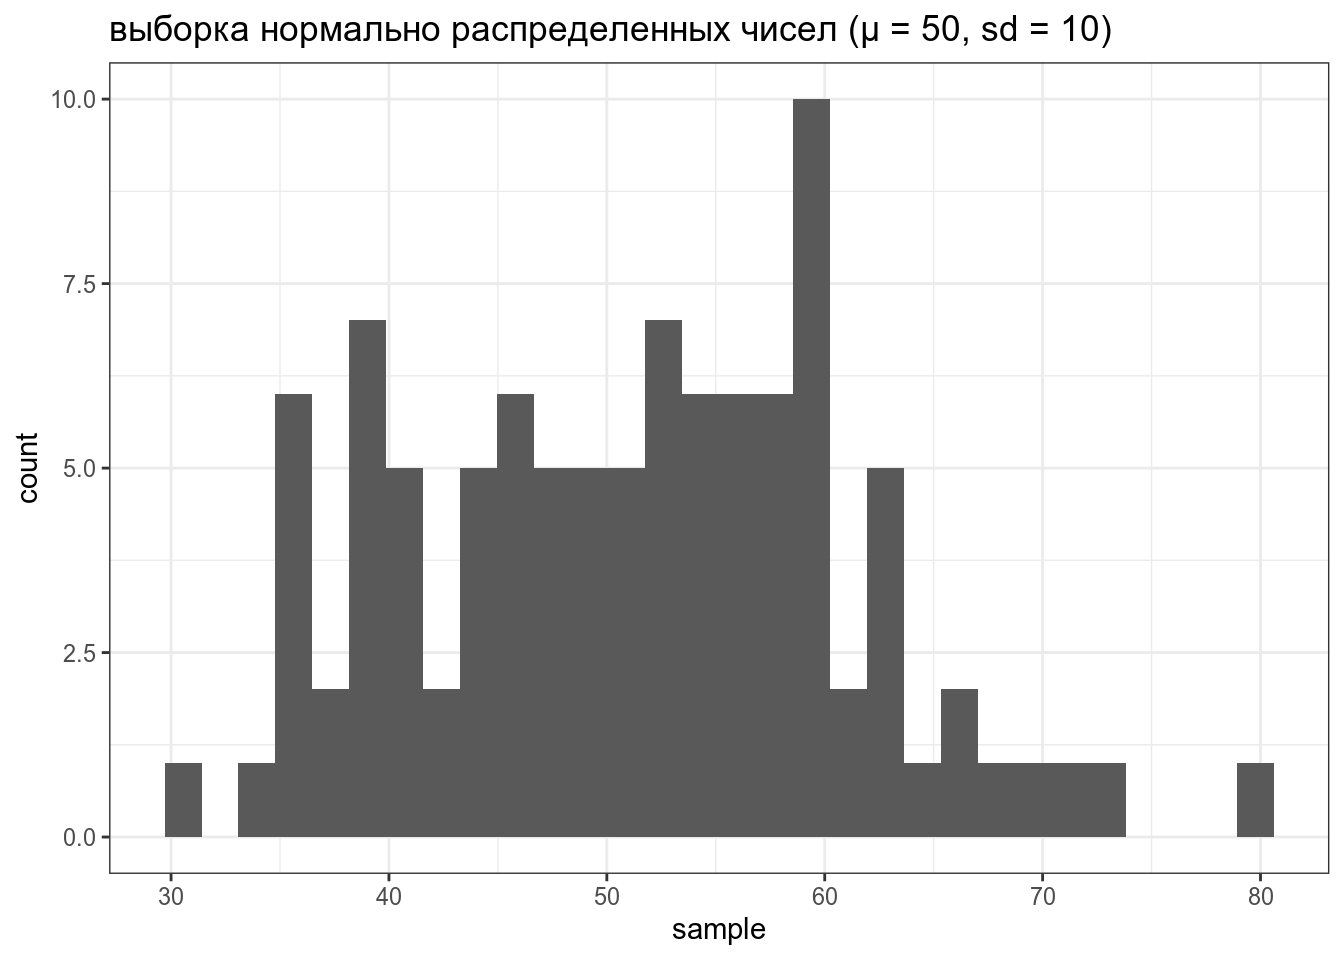 выборка нормально распределенных чисел (μ = 50, sd = 10)
10.0
7.5
5.0
2.5
0.0
count
30 40 50 60 70 80
sample